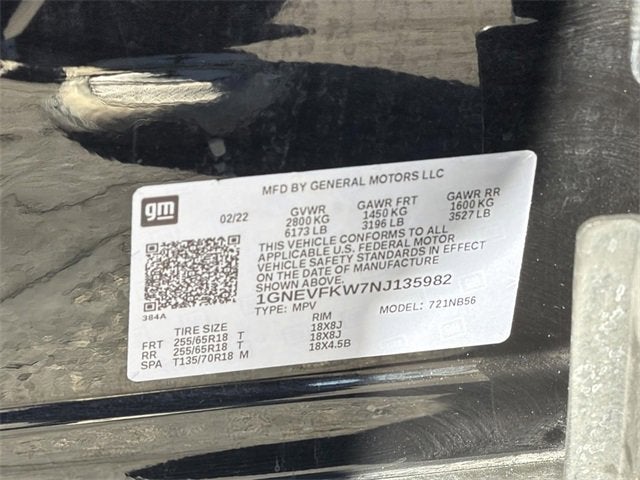 gm
MFD BY GENERAL MOTORS LLC
02/22
GVWR GAWR FRT GAWR RR
2800 KG 1450 KG 1600 KG
6173 LB 3196 LB 3527 LB
THIS VEHICLE CONFORMS TO ALL
APPLICABLE U.S. FEDERAL MOTOR
VEHICLE SAFETY STANDARDS IN EFFECT
ON THE DATE OF MANUFACTURE
SHOWN ABOVE.
1GNEVFKW7NJ135982
TYPE: MPV MODEL: 721NB56
384A
TIRE SIZE RIM
FRT 255/65R18 T 18X8J
RR 255/65R18 T 18X8J
SPA T135/70R18 M 18X4.5B